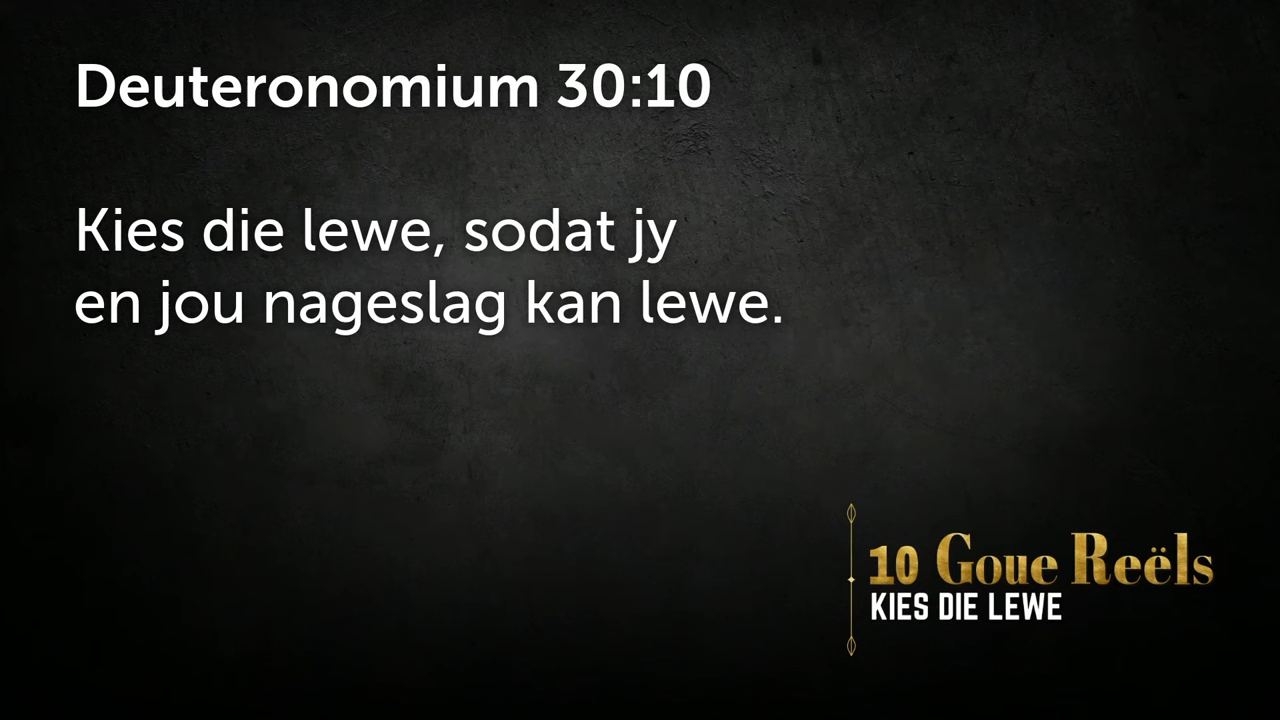 Deuteronomium 30:10
Kies die lewe, sodat jy
en jou nageslag kan lewe.
10 Goue Reëls
KIES DIE LEWE